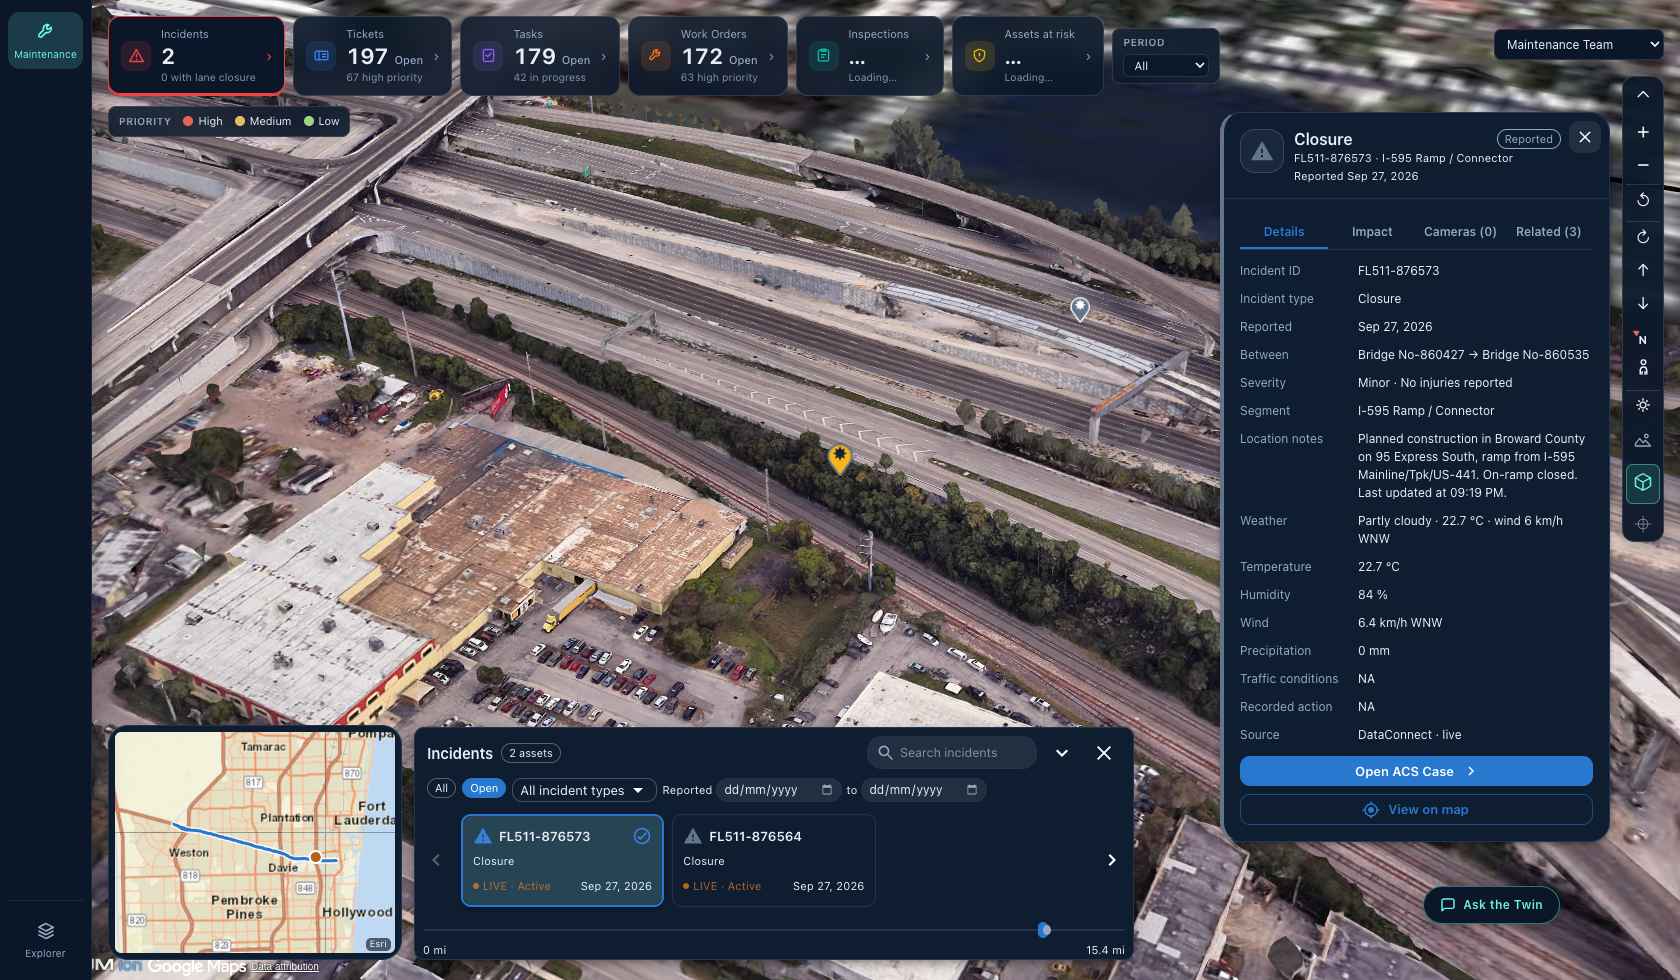 Maintenance
Incidents
2
0 with lane closure
Tickets
197 Open
67 high priority
Tasks
179 Open
42 in progress
Work Orders
172 Open
63 high priority
Inspections
...
Loading...
Assets at risk
...
Loading...
PERIOD
All
Maintenance Team
PRIORITY High Medium Low
Closure
Reported
FL511-876573 · I-595 Ramp / Connector
Reported Sep 27, 2026
Details Impact Cameras (0) Related (3)
Incident ID FL511-876573
Incident type Closure
Reported Sep 27, 2026
Between Bridge No-860427 → Bridge No-860535
Severity Minor · No injuries reported
Segment I-595 Ramp / Connector
Location notes Planned construction in Broward County
on 95 Express South, ramp from I-595
Mainline/Tpk/US-441. On-ramp closed.
Last updated at 09:19 PM.
Weather Partly cloudy · 22.7 °C · wind 6 km/h
WNW
Temperature 22.7 °C
Humidity 84 %
Wind 6.4 km/h WNW
Precipitation 0 mm
Traffic conditions NA
Recorded action NA
Source DataConnect · live
Open ACS Case
View on map
N
Tamarac
817
870
Fort
Lauderda
Plantation
Weston
818
Davie
848
Pembroke
Pines
Hollywood
820
823
Esri
Incidents 2 assets
Search incidents
All Open All incident types Reported dd/mm/yyyy to dd/mm/yyyy
FL511-876573
Closure
LIVE · Active Sep 27, 2026
FL511-876564
Closure
LIVE · Active Sep 27, 2026
0 mi 15.4 mi
Ask the Twin
Explorer
ion Google Maps Data attribution